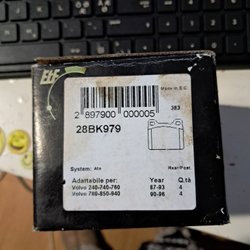 Made in E.C.
2 897900 000005
383
28BK979
System: Ate
Rear/Post.
Adattabile per: Year Q.tà
Volvo 240-740-760 87-93 4
Volvo 780-850-940 90-96 4